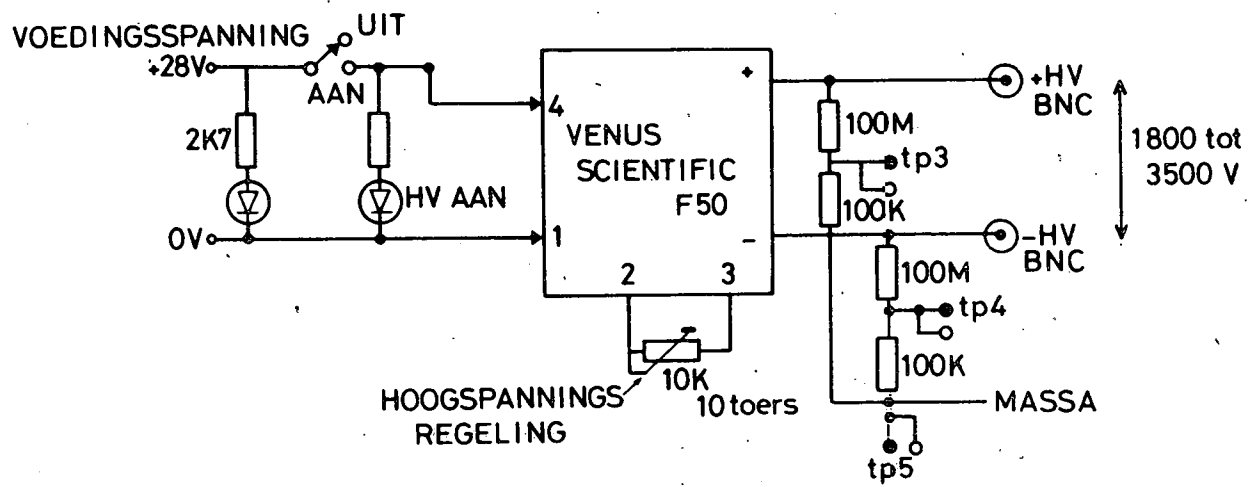 VOEDINGSSPANNING
UIT
+28V
AAN
2K7
HV AAN
0V
4
VENUS
SCIENTIFIC
F50
1
2
3
+
-
10K
10 toers
HOOGSPANNINGS
REGELING
+HV
BNC
100M
tp3
100K
1800 tot
3500 V
-HV
BNC
100M
tp4
100K
MASSA
tp5